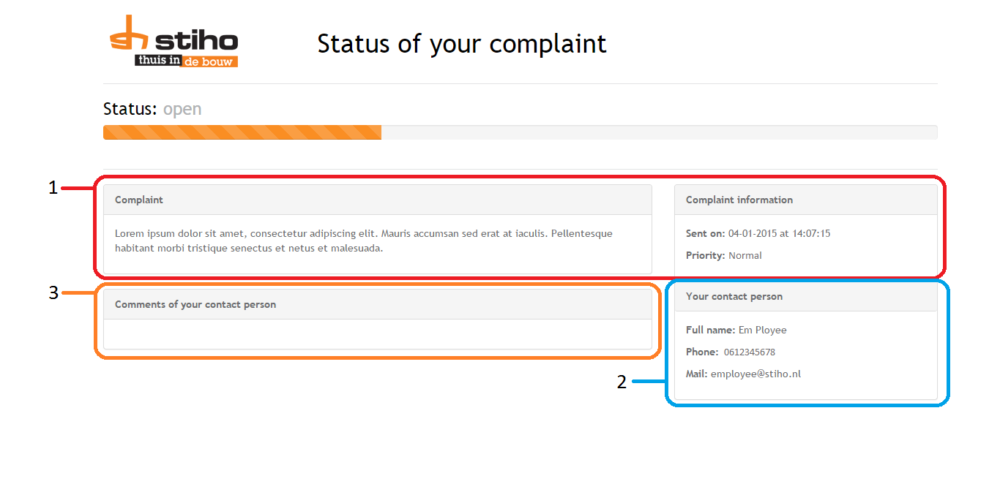 stiho
thuis in de bouw
Status of your complaint
Status: open
1
Complaint
Lorem ipsum dolor sit amet, consectetur adipiscing elit. Mauris accumsan sed erat at iaculis. Pellentesque
habitant morbi tristique senectus et netus et malesuada.
Complaint information
Sent on: 04-01-2015 at 14:07:15
Priority: Normal
3
Comments of your contact person
Your contact person
Full name: Em Ployee
Phone: 0612345678
Mail: employee@stiho.nl
2